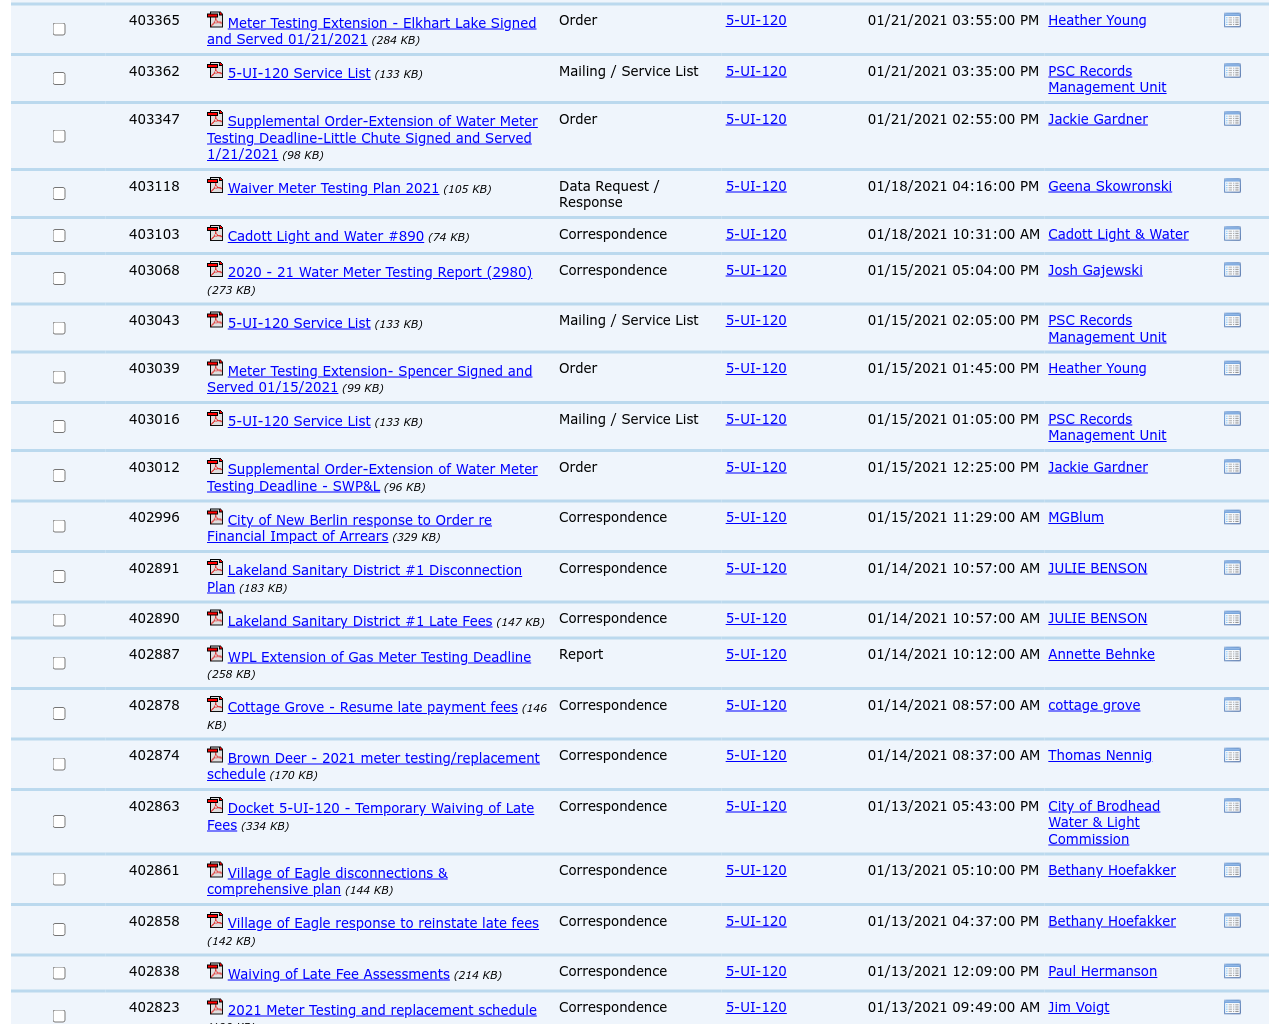 403365 Meter Testing Extension - Elkhart Lake Signed Order 5-UI-120 01/21/2021 03:55:00 PM Heather Young
and Served 01/21/2021 (284 KB)
403362 5-UI-120 Service List (133 KB) Mailing / Service List 5-UI-120 01/21/2021 03:35:00 PM PSC Records
Management Unit
403347 Supplemental Order-Extension of Water Meter Order 5-UI-120 01/21/2021 02:55:00 PM Jackie Gardner
Testing Deadline-Little Chute Signed and Served
1/21/2021 (98 KB)
403118 Waiver Meter Testing Plan 2021 (105 KB) Data Request / 5-UI-120 01/18/2021 04:16:00 PM Geena Skowronski
Response
403103 Cadott Light and Water #890 (74 KB) Correspondence 5-UI-120 01/18/2021 10:31:00 AM Cadott Light & Water
403068 2020 - 21 Water Meter Testing Report (2980) Correspondence 5-UI-120 01/15/2021 05:04:00 PM Josh Gajewski
(273 KB)
403043 5-UI-120 Service List (133 KB) Mailing / Service List 5-UI-120 01/15/2021 02:05:00 PM PSC Records
Management Unit
403039 Meter Testing Extension- Spencer Signed and Order 5-UI-120 01/15/2021 01:45:00 PM Heather Young
Served 01/15/2021 (99 KB)
403016 5-UI-120 Service List (133 KB) Mailing / Service List 5-UI-120 01/15/2021 01:05:00 PM PSC Records
Management Unit
403012 Supplemental Order-Extension of Water Meter Order 5-UI-120 01/15/2021 12:25:00 PM Jackie Gardner
Testing Deadline - SWP&L (96 KB)
402996 City of New Berlin response to Order re Correspondence 5-UI-120 01/15/2021 11:29:00 AM MGBlum
Financial Impact of Arrears (329 KB)
402891 Lakeland Sanitary District #1 Disconnection Correspondence 5-UI-120 01/14/2021 10:57:00 AM JULIE BENSON
Plan (183 KB)
402890 Lakeland Sanitary District #1 Late Fees (147 KB) Correspondence 5-UI-120 01/14/2021 10:57:00 AM JULIE BENSON
402887 WPL Extension of Gas Meter Testing Deadline Report 5-UI-120 01/14/2021 10:12:00 AM Annette Behnke
(258 KB)
402878 Cottage Grove - Resume late payment fees (146 Correspondence 5-UI-120 01/14/2021 08:57:00 AM cottage grove
KB)
402874 Brown Deer - 2021 meter testing/replacement Correspondence 5-UI-120 01/14/2021 08:37:00 AM Thomas Nennig
schedule (170 KB)
402863 Docket 5-UI-120 - Temporary Waiving of Late Correspondence 5-UI-120 01/13/2021 05:43:00 PM City of Brodhead
Fees (334 KB) Water & Light
Commission
402861 Village of Eagle disconnections & Correspondence 5-UI-120 01/13/2021 05:10:00 PM Bethany Hoefakker
comprehensive plan (144 KB)
402858 Village of Eagle response to reinstate late fees Correspondence 5-UI-120 01/13/2021 04:37:00 PM Bethany Hoefakker
(142 KB)
402838 Waiving of Late Fee Assessments (214 KB) Correspondence 5-UI-120 01/13/2021 12:09:00 PM Paul Hermanson
402823 2021 Meter Testing and replacement schedule Correspondence 5-UI-120 01/13/2021 09:49:00 AM Jim Voigt